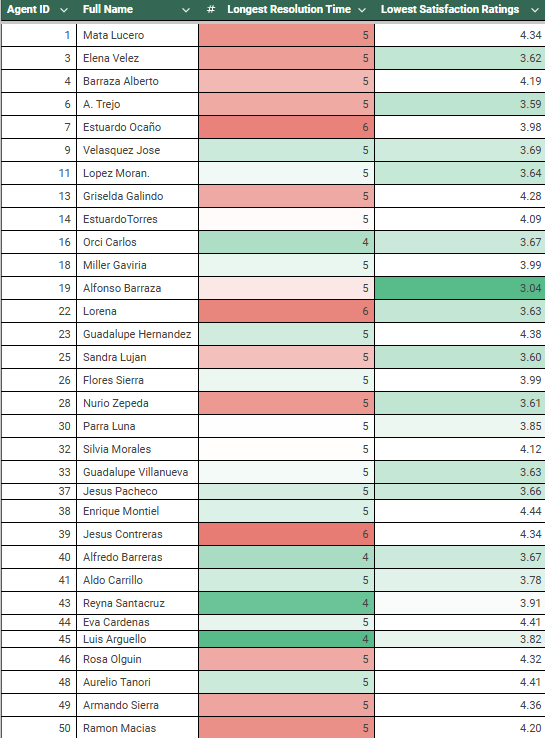 Agent ID Full Name # Longest Resolution Time Lowest Satisfaction Ratings
1 Mata Lucero 5 4.34
3 Elena Velez 5 3.62
4 Barraza Alberto 5 4.19
6 A. Trejo 5 3.59
7 Estuardo Ocaño 6 3.98
9 Velasquez Jose 5 3.69
11 Lopez Moran. 5 3.64
13 Griselda Galindo 5 4.28
14 EstuardoTorres 5 4.09
16 Orci Carlos 4 3.67
18 Miller Gaviria 5 3.99
19 Alfonso Barraza 5 3.04
22 Lorena 6 3.63
23 Guadalupe Hernandez 5 4.38
25 Sandra Lujan 5 3.60
26 Flores Sierra 5 3.99
28 Nurio Zepeda 5 3.61
30 Parra Luna 5 3.85
32 Silvia Morales 5 4.12
33 Guadalupe Villanueva 5 3.63
37 Jesus Pacheco 5 3.66
38 Enrique Montiel 5 4.44
39 Jesus Contreras 6 4.34
40 Alfredo Barreras 4 3.67
41 Aldo Carrillo 5 3.78
43 Reyna Santacruz 4 3.91
44 Eva Cardenas 5 4.41
45 Luis Arguello 4 3.82
46 Rosa Olguin 5 4.32
48 Aurelio Tanori 5 4.41
49 Armando Sierra 5 4.36
50 Ramon Macias 5 4.20